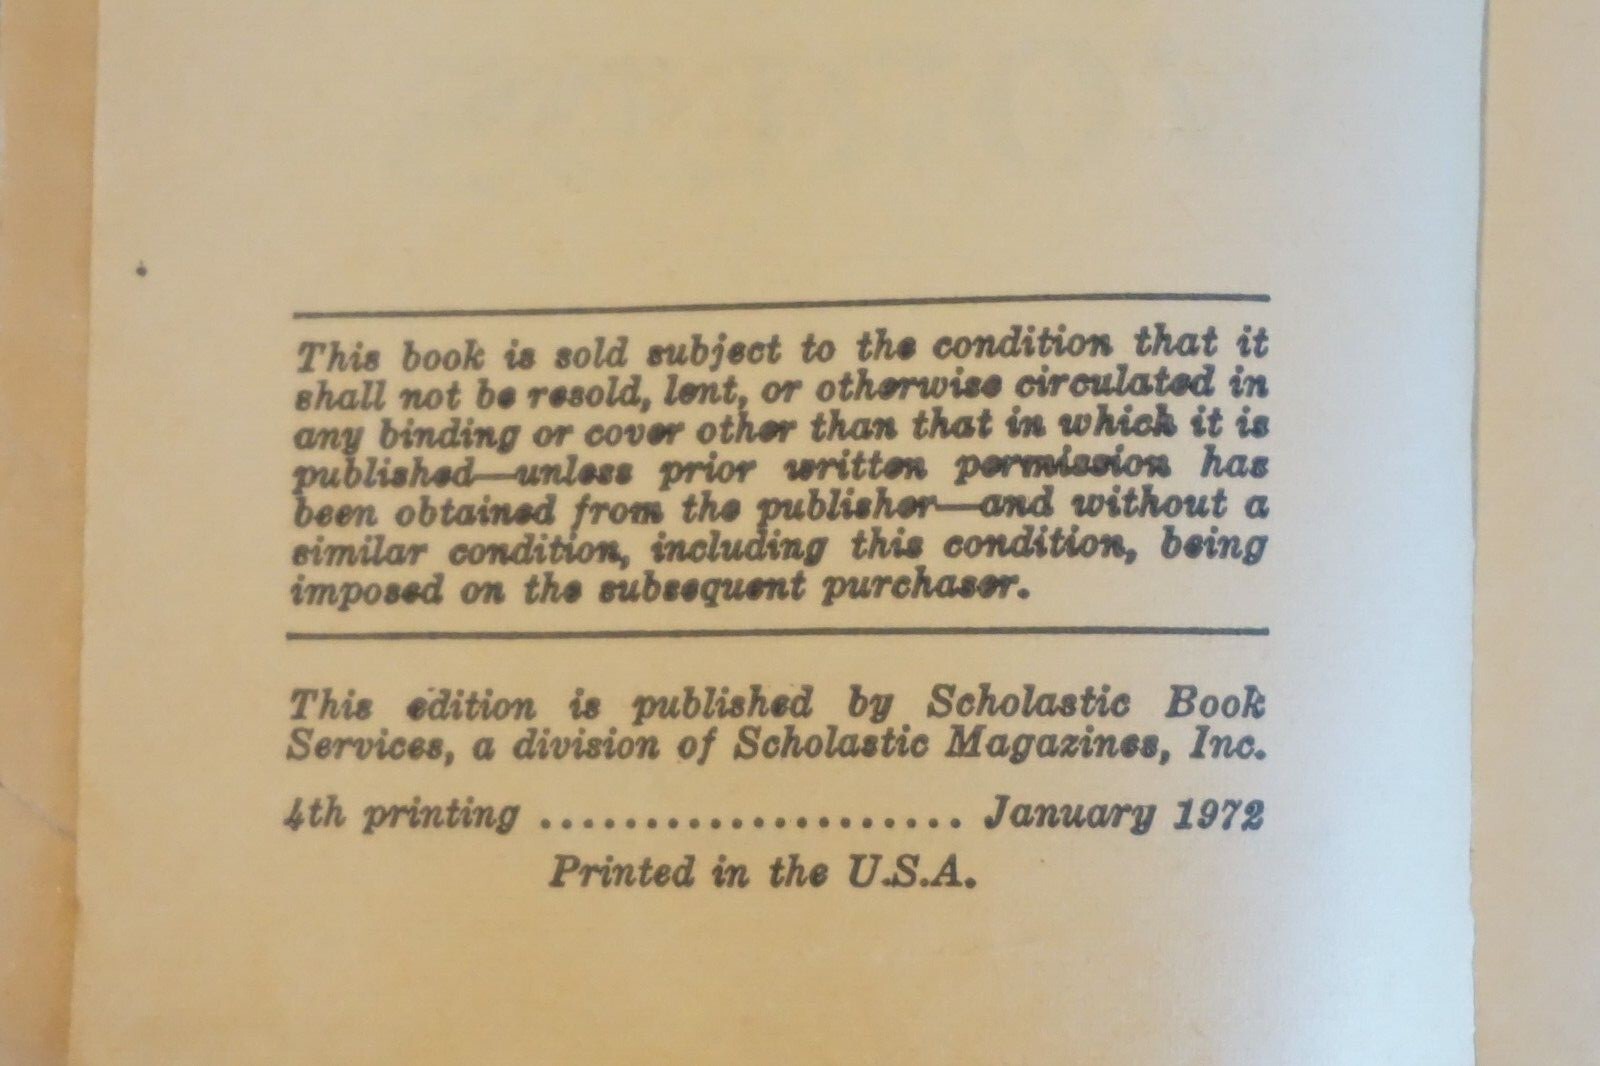 This book is sold subject to the condition that it
shall not be resold, lent, or otherwise circulated in
any binding or cover other than that in which it is
published—unless prior written permission has
been obtained from the publisher—and without a
similar condition, including this condition, being
imposed on the subsequent purchaser.
This edition is published by Scholastic Book
Services, a division of Scholastic Magazines, Inc.
4th printing .................... January 1972
Printed in the U.S.A.